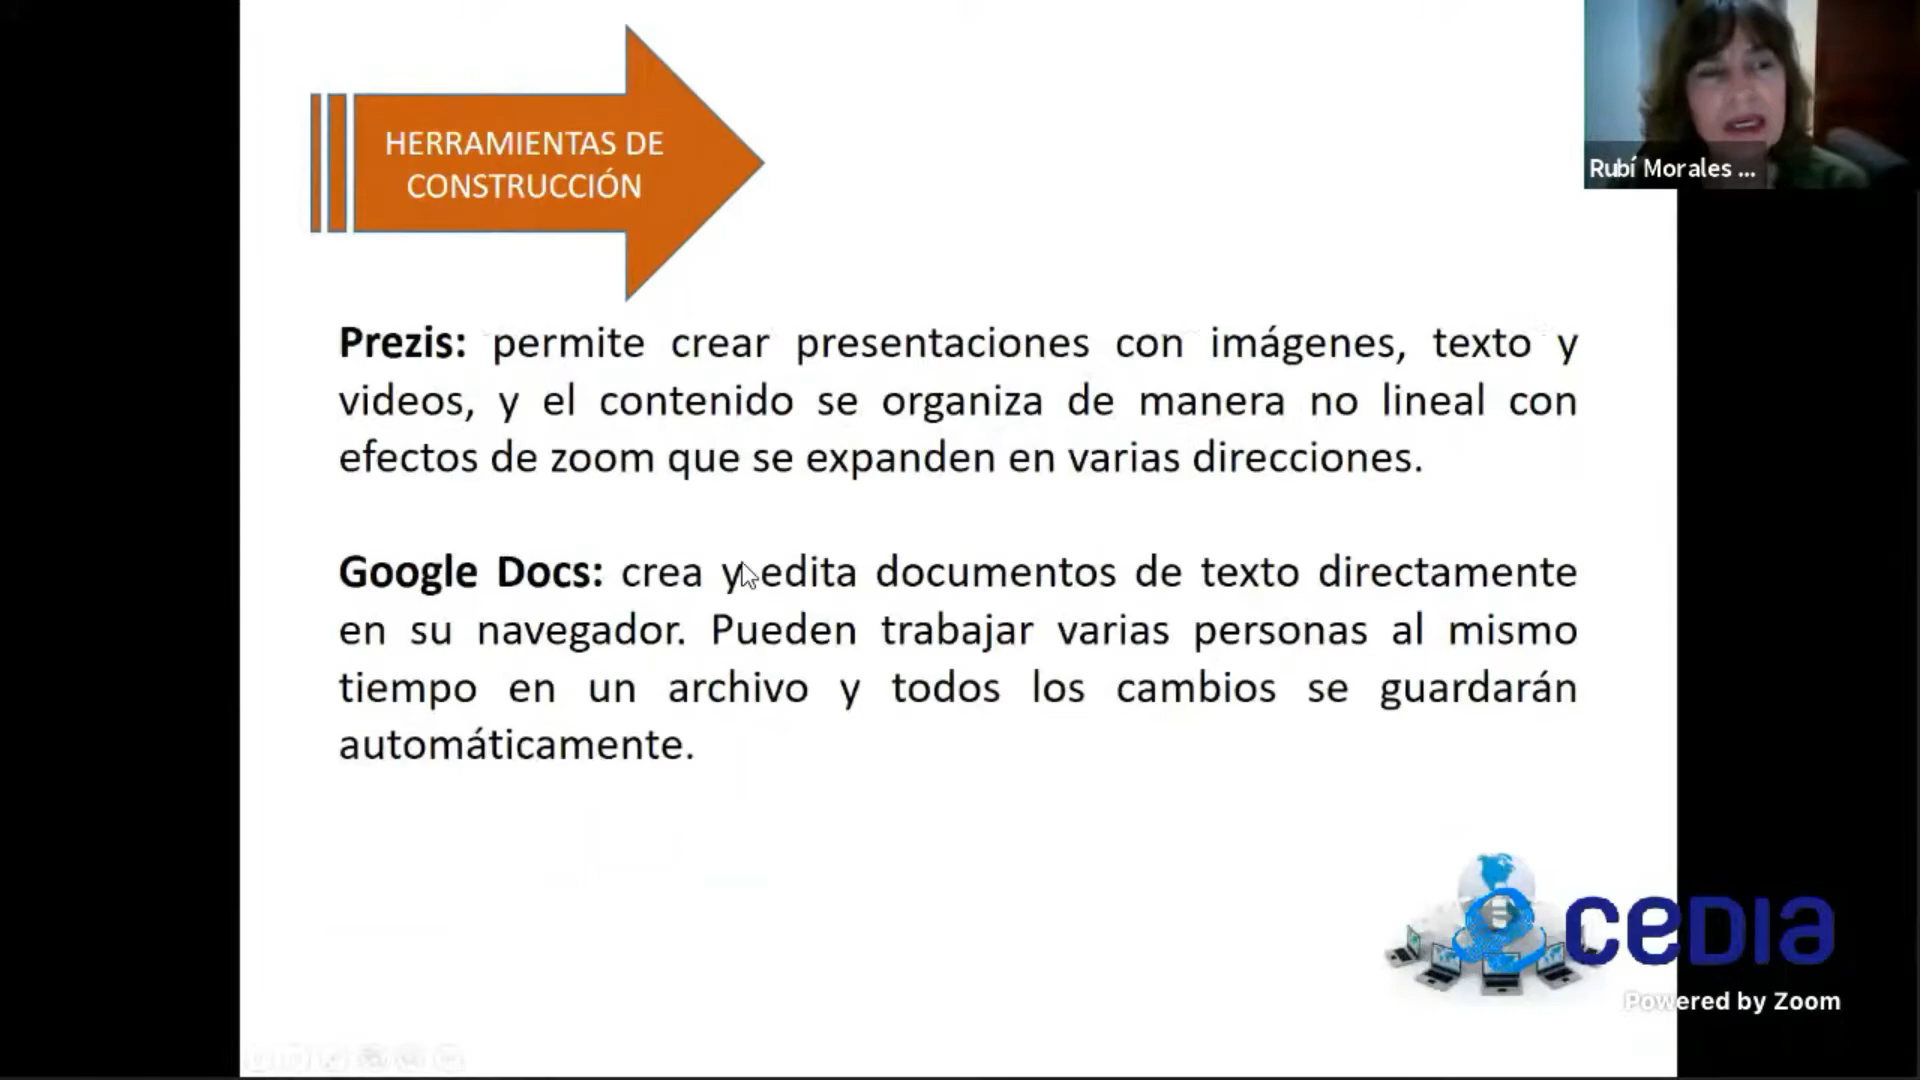 HERRAMIENTAS DE
CONSTRUCCIÓN
Rubí Morales ...
Prezis: permite crear presentaciones con imágenes, texto y
videos, y el contenido se organiza de manera no lineal con
efectos de zoom que se expanden en varias direcciones.
Google Docs: crea y edita documentos de texto directamente
en su navegador. Pueden trabajar varias personas al mismo
tiempo en un archivo y todos los cambios se guardarán
automáticamente.
cedia
Powered by Zoom